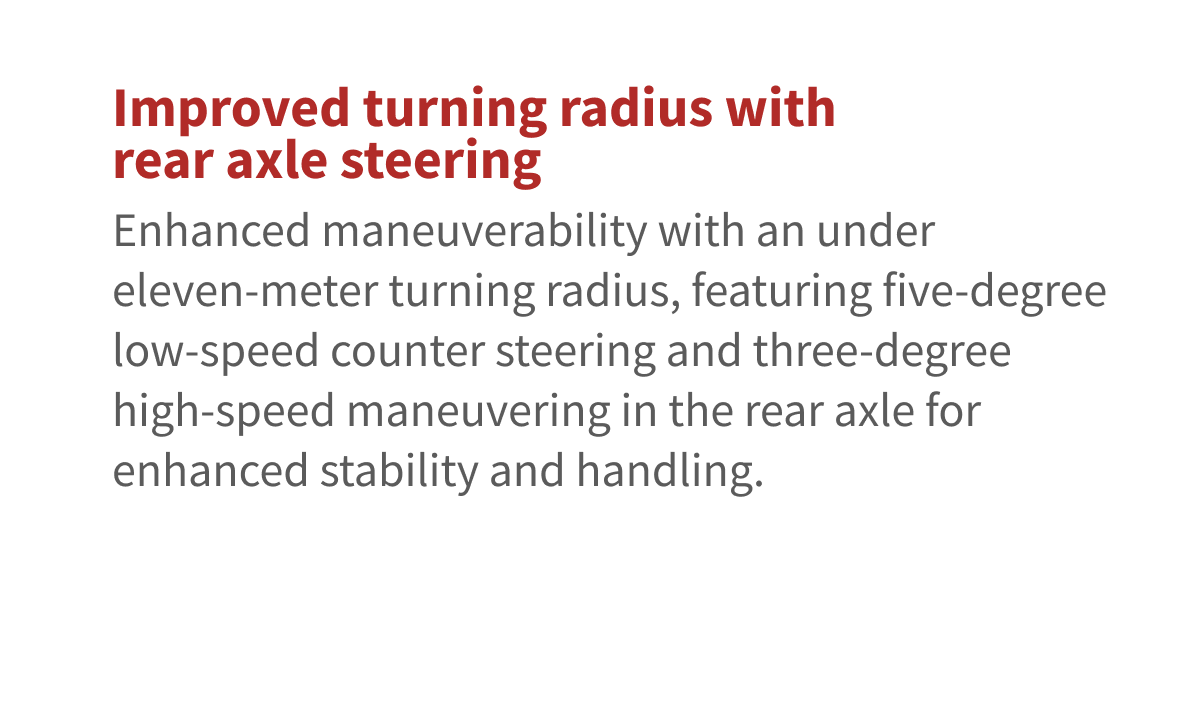 Improved turning radius with
rear axle steering
Enhanced maneuverability with an under
eleven-meter turning radius, featuring five-degree
low-speed counter steering and three-degree
high-speed maneuvering in the rear axle for
enhanced stability and handling.